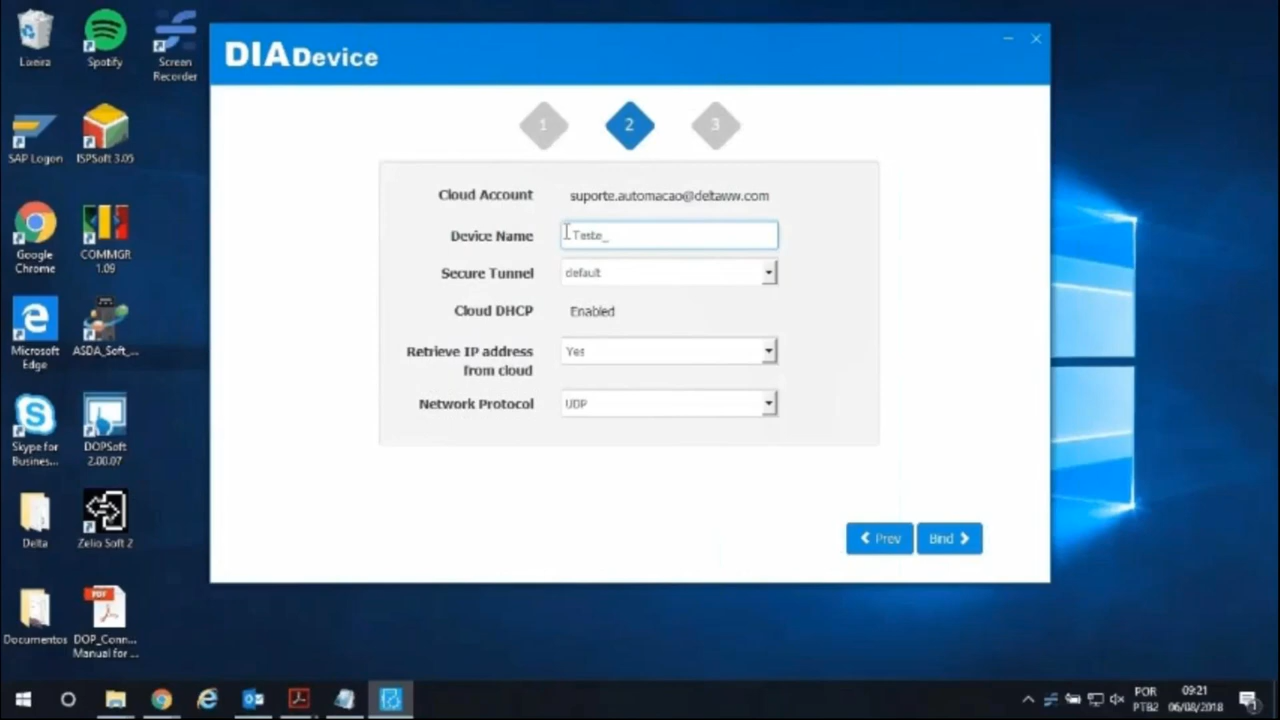 Lixeira
Spotify
Screen
Recorder
SAP Logon
ISPSoft 3.05
Google
Chrome
COMMGR
1.09
Microsoft
Edge
ASDA_Soft_...
Skype for
Busines...
DOPSoft
2.00.07
Delta
Zelio Soft 2
Documentos
PDF
DOP_Conn...
Manual for ...
DIADevice
1
2
3
Cloud Account
suporte.automacao@deltaww.com
Device Name
Teste_
Secure Tunnel
default
Cloud DHCP
Enabled
Retrieve IP address
from cloud
Yes
Network Protocol
UDP
Prev
Bind
POR
PTB2
09:21
06/08/2018
1